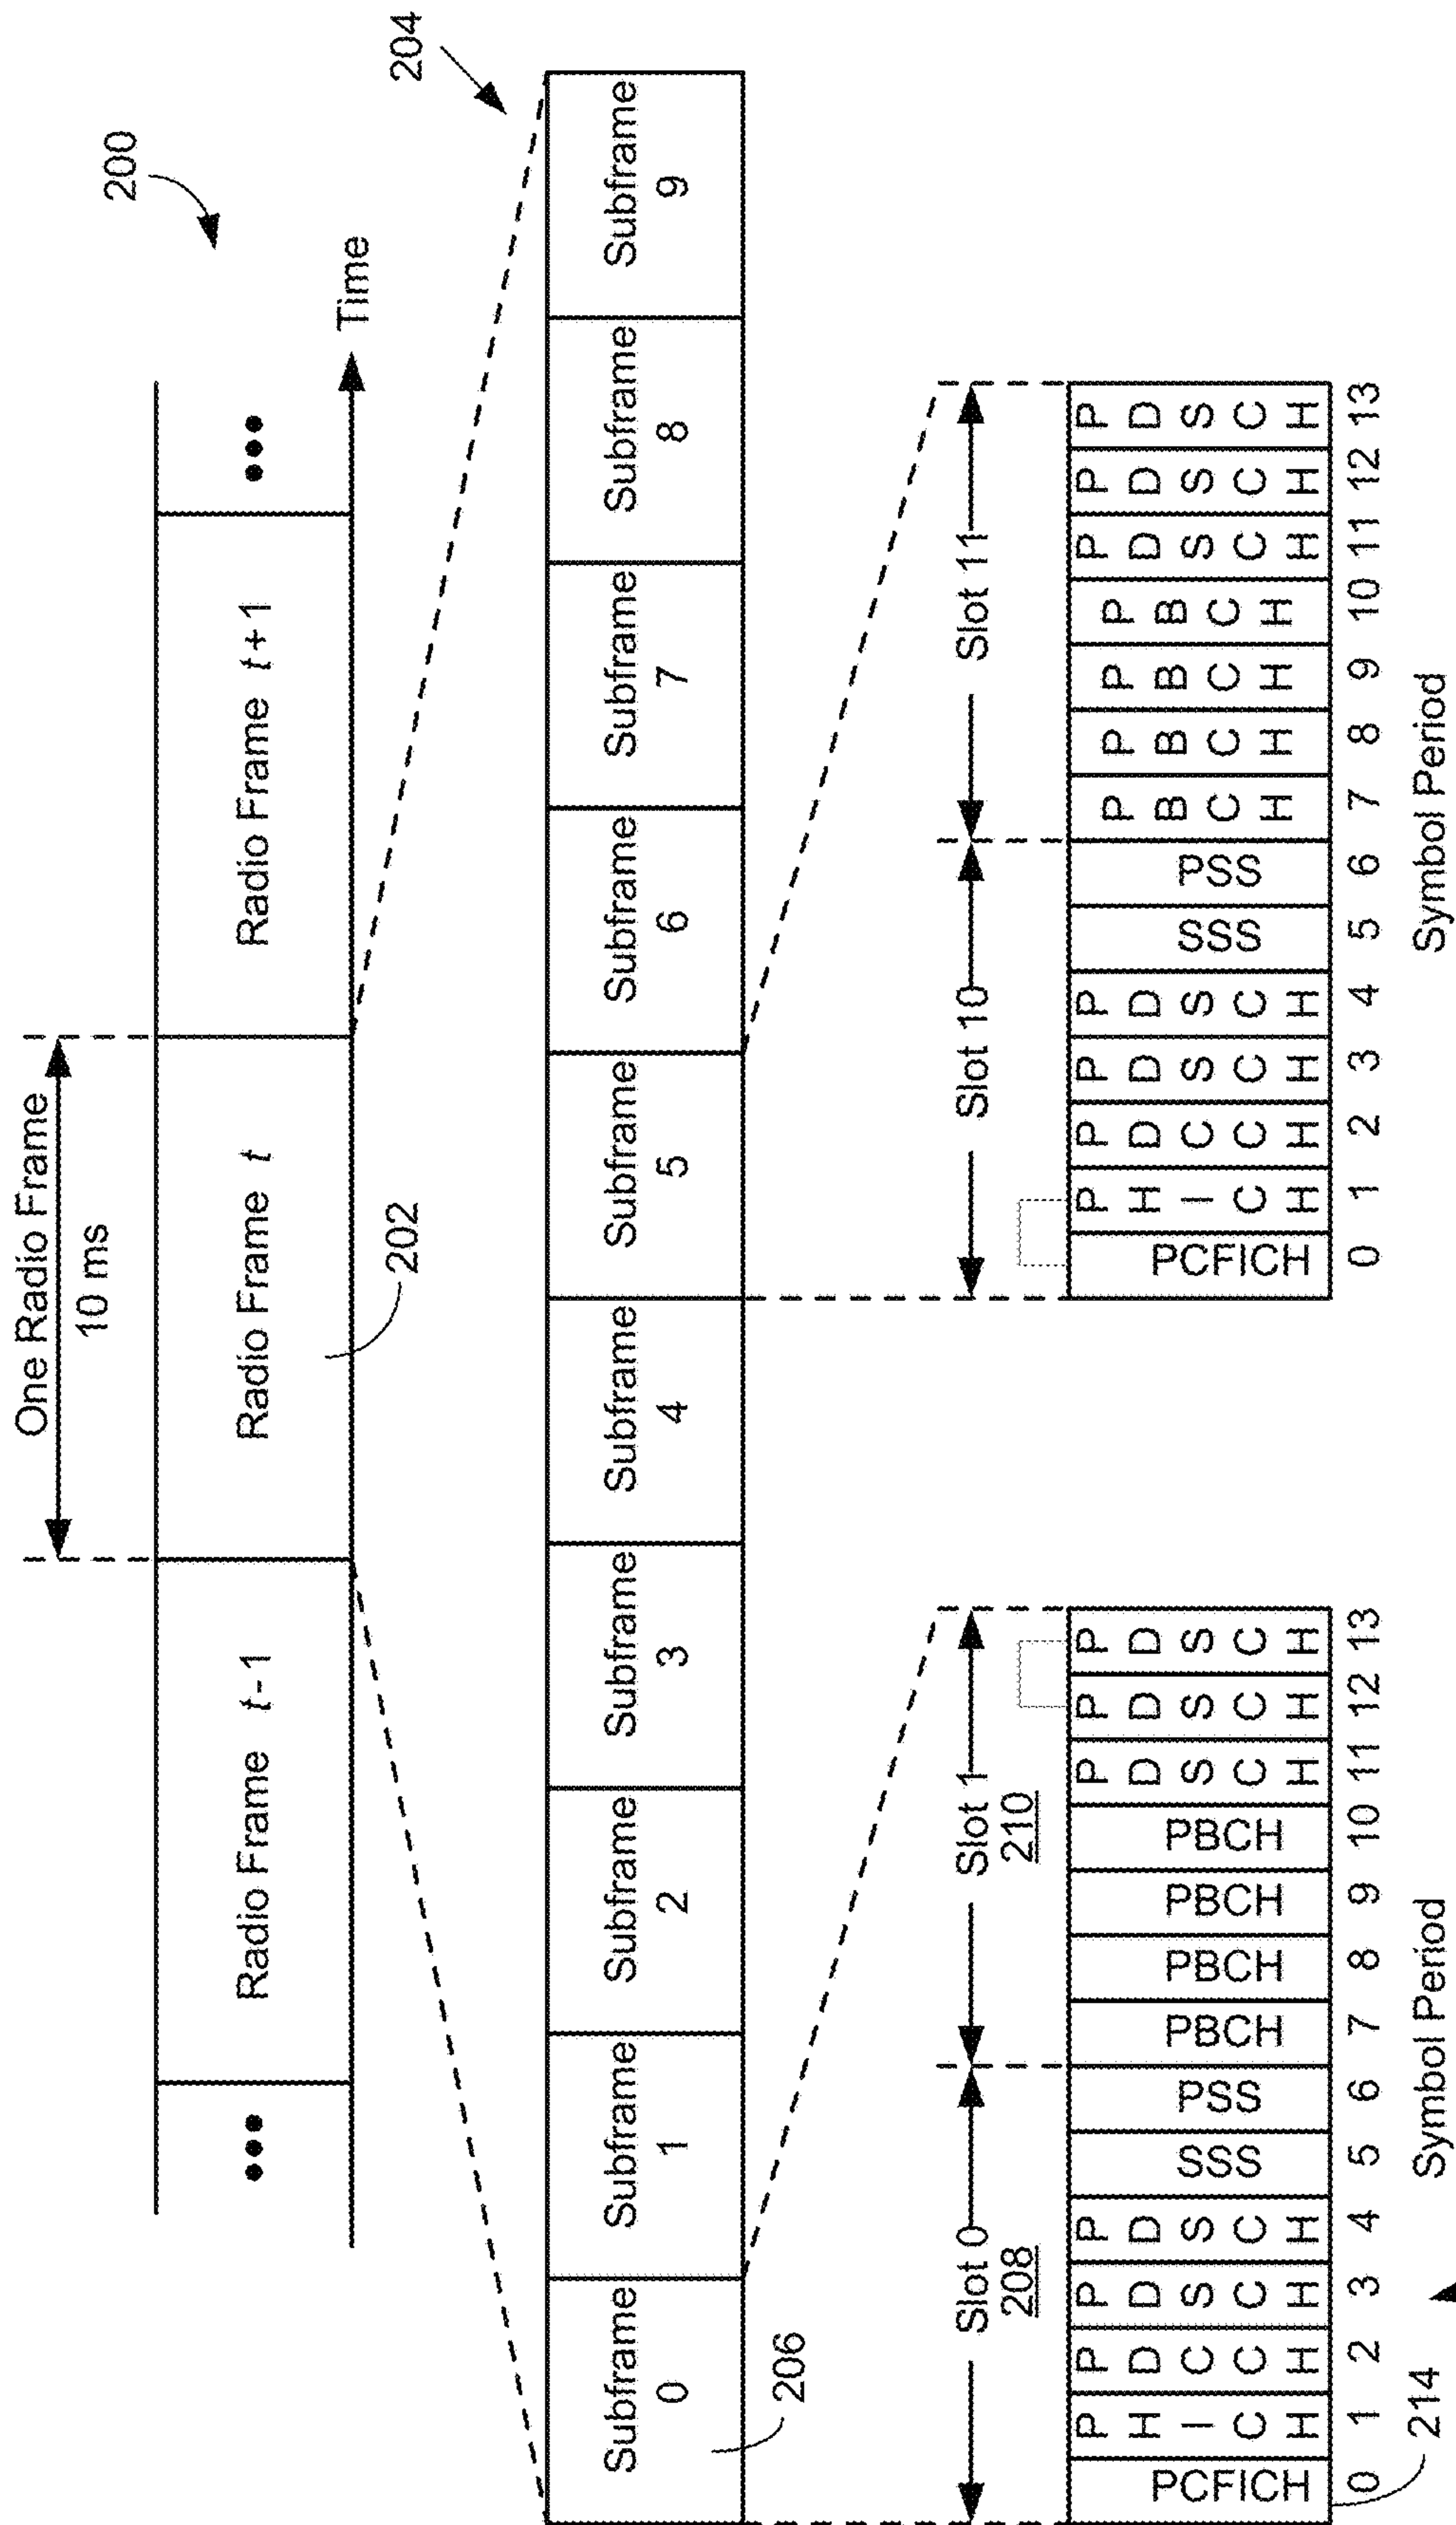 One Radio Frame
10 ms
200
••• Radio Frame t-1 Radio Frame t Radio Frame t+1 •••
202
Time
204
Subframe Subframe Subframe Subframe Subframe Subframe Subframe Subframe Subframe Subframe
0 1 2 3 4 5 6 7 8 9
206
Slot 0 Slot 1 Slot 10 Slot 11
208 210
PCFICH PHICH PDCCH PDSCH PDSCH SSS PSS PBCH PBCH PBCH PBCH PDSCH PDSCH PDSCH
0 1 2 3 4 5 6 7 8 9 10 11 12 13
214
Symbol Period
PCFICH PHICH PDCCH PDSCH PDSCH SSS PSS PBCH PBCH PBCH PBCH PDSCH PDSCH PDSCH
0 1 2 3 4 5 6 7 8 9 10 11 12 13
Symbol Period